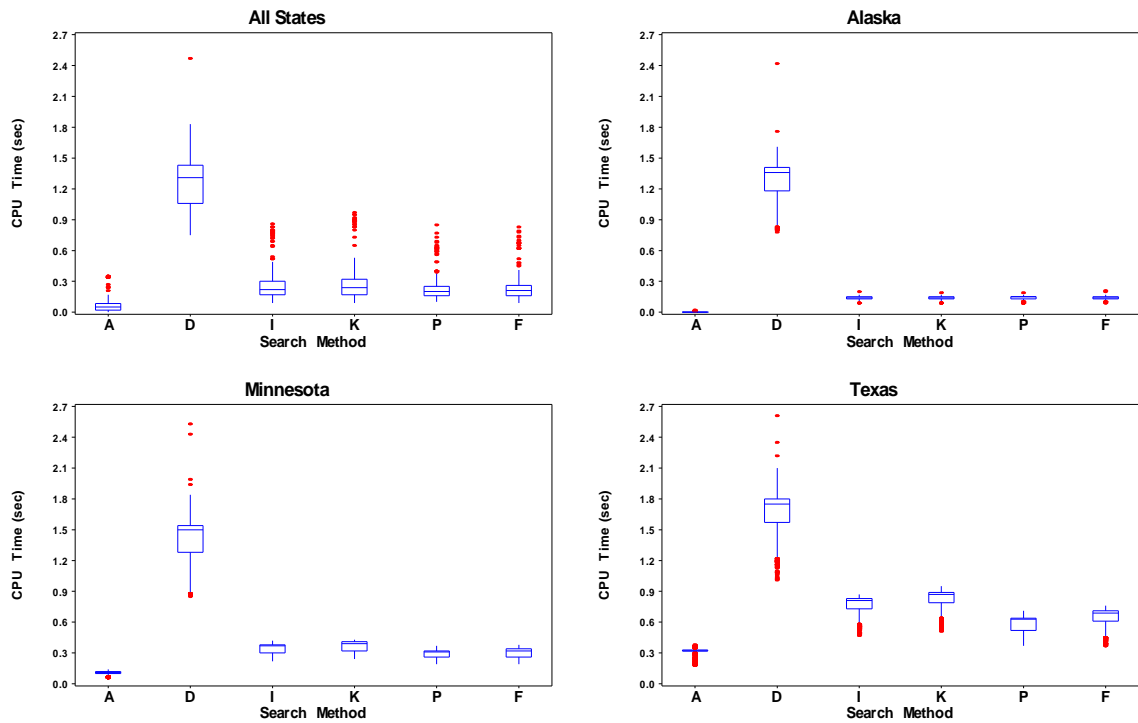 All States
2.7
2.4
2.1
1.8
1.5
1.2
0.9
0.6
0.3
0.0
CPU Time (sec)
A D I K P F
Search Method
Alaska
2.7
2.4
2.1
1.8
1.5
1.2
0.9
0.6
0.3
0.0
CPU Time (sec)
A D I K P F
Search Method
Minnesota
2.7
2.4
2.1
1.8
1.5
1.2
0.9
0.6
0.3
0.0
CPU Time (sec)
A D I K P F
Search Method
Texas
2.7
2.4
2.1
1.8
1.5
1.2
0.9
0.6
0.3
0.0
CPU Time (sec)
A D I K P F
Search Method